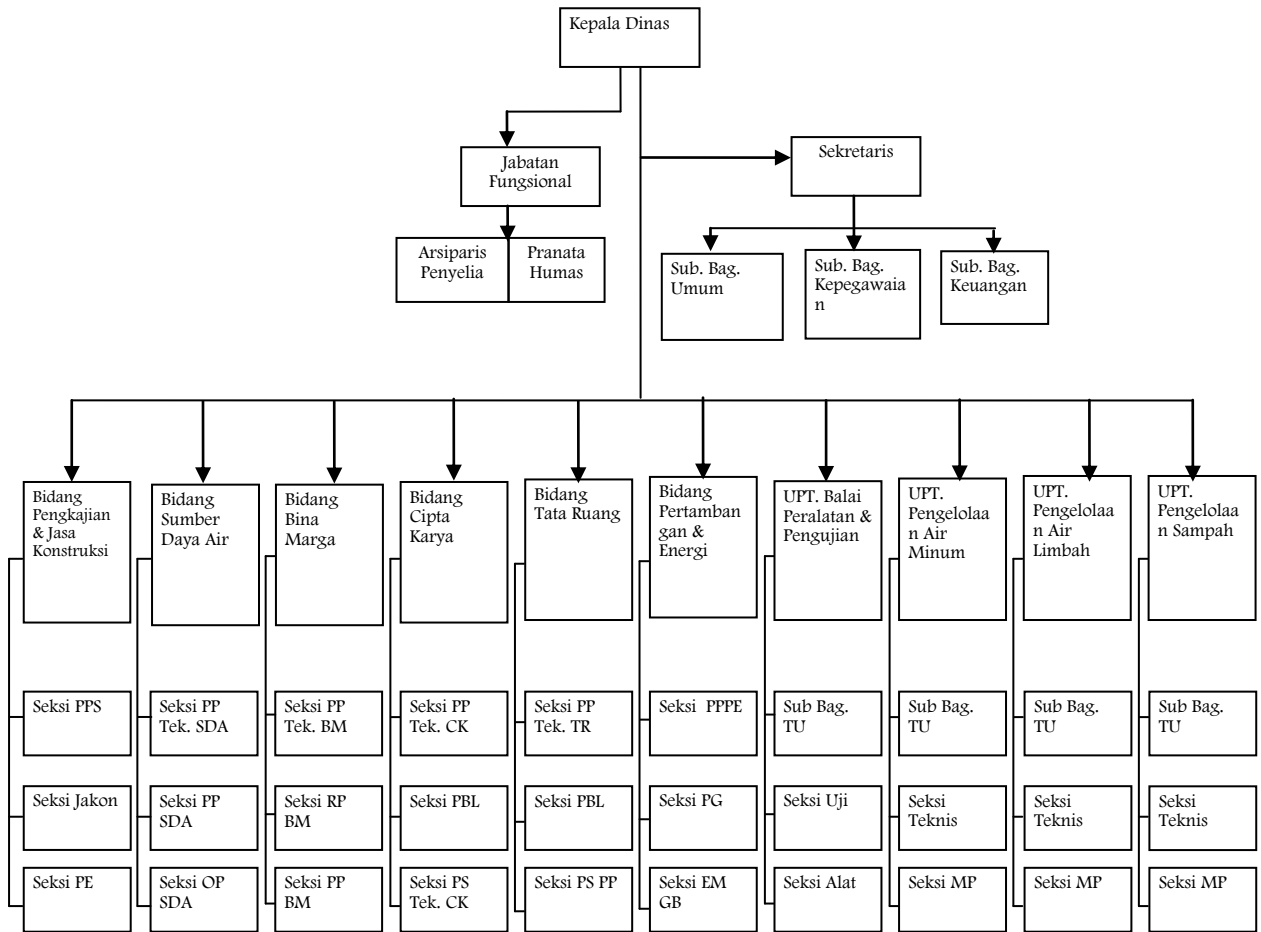 Kepala Dinas
Jabatan
Fungsional
Sekretaris
Arsiparis
Penyelia
Pranata
Humas
Sub. Bag.
Umum
Sub. Bag.
Kepegawaia
n
Sub. Bag.
Keuangan
Bidang
Pengkajian
& Jasa
Konstruksi
Bidang
Sumber
Daya Air
Bidang
Bina
Marga
Bidang
Cipta
Karya
Bidang
Tata Ruang
Bidang
Pertamban
gan &
Energi
UPT. Balai
Peralatan &
Pengujian
UPT.
Pengelolaa
n Air
Minum
UPT.
Pengelolaa
n Air
Limbah
UPT.
Pengelolaa
n Sampah
Seksi PPS
Seksi PP
Tek. SDA
Seksi PP
Tek. BM
Seksi PP
Tek. CK
Seksi PP
Tek. TR
Seksi PPPE
Sub Bag.
TU
Sub Bag.
TU
Sub Bag.
TU
Sub Bag.
TU
Seksi Jakon
Seksi PP
SDA
Seksi RP
BM
Seksi PBL
Seksi PBL
Seksi PG
Seksi Uji
Seksi
Teknis
Seksi
Teknis
Seksi
Teknis
Seksi PE
Seksi OP
SDA
Seksi PP
BM
Seksi PS
Tek. CK
Seksi PS PP
Seksi EM
GB
Seksi Alat
Seksi MP
Seksi MP
Seksi MP